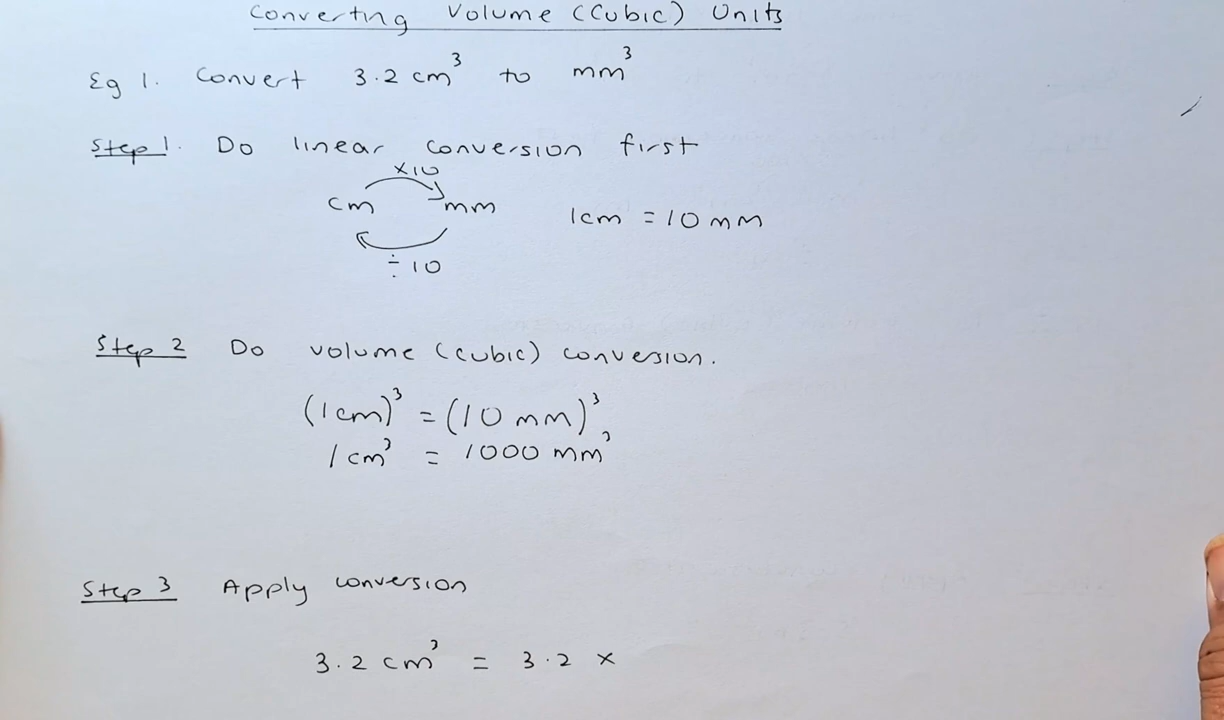 Converting Volume (Cubic) Units
Eg 1. Convert 3.2 cm³ to mm³
Step 1. Do linear conversion first
×10
cm mm 1cm = 10 mm
÷ 10
Step 2 Do volume (cubic) conversion.
(1cm)³ = (10 mm)³
1 cm³ = 1000 mm³
Step 3 Apply conversion
3.2 cm³ = 3.2 ×